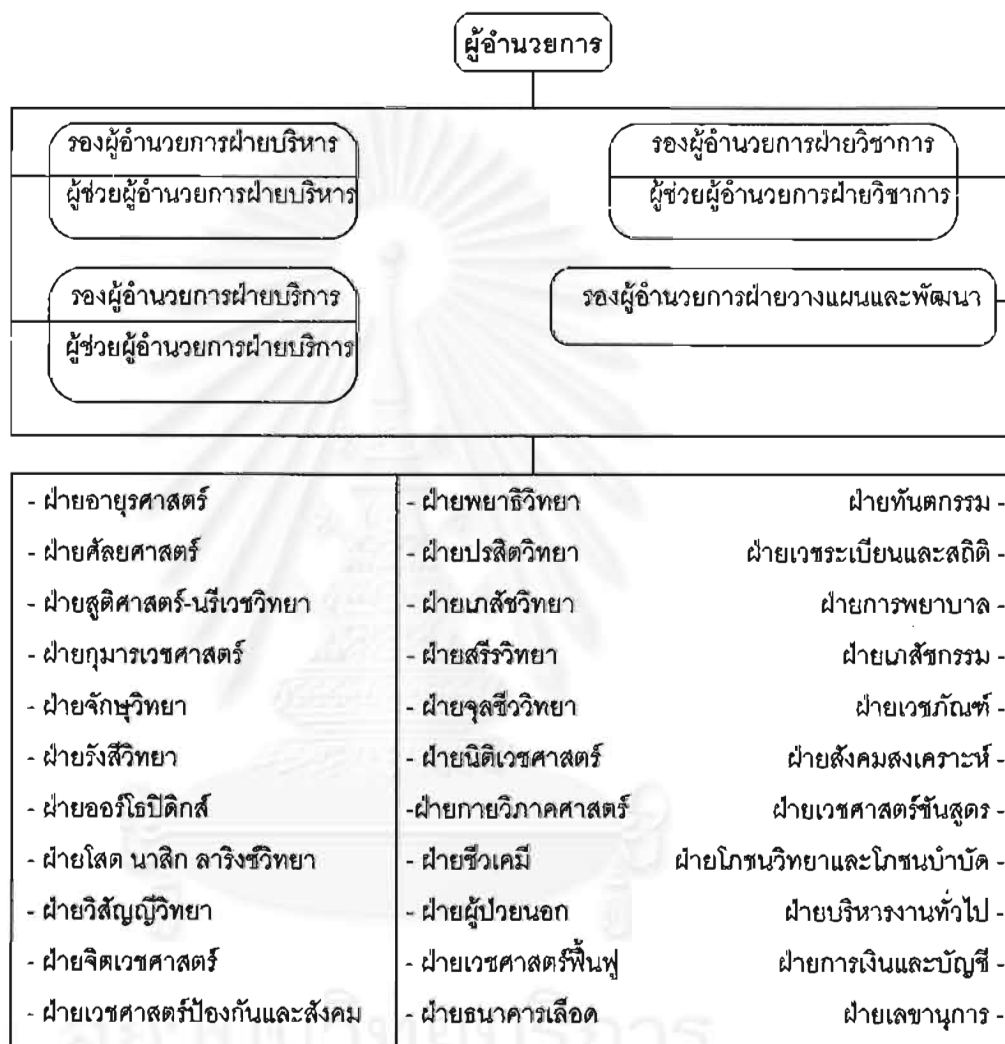 ผู้อำนวยการ
รองผู้อำนวยการฝ่ายบริหาร
ผู้ช่วยผู้อำนวยการฝ่ายบริหาร
รองผู้อำนวยการฝ่ายวิชาการ
ผู้ช่วยผู้อำนวยการฝ่ายวิชาการ
รองผู้อำนวยการฝ่ายบริการ
ผู้ช่วยผู้อำนวยการฝ่ายบริการ
รองผู้อำนวยการฝ่ายวางแผนและพัฒนา
- ฝ่ายอายุรศาสตร์
- ฝ่ายศัลยศาสตร์
- ฝ่ายสูติศาสตร์-นรีเวชวิทยา
- ฝ่ายกุมารเวชศาสตร์
- ฝ่ายจักษุวิทยา
- ฝ่ายรังสีวิทยา
- ฝ่ายออร์โธปิดิกส์
- ฝ่ายโสต นาสิก ลาริงซ์วิทยา
- ฝ่ายวิสัญญีวิทยา
- ฝ่ายจิตเวชศาสตร์
- ฝ่ายเวชศาสตร์ป้องกันและสังคม
- ฝ่ายพยาธิวิทยา
- ฝ่ายปรสิตวิทยา
- ฝ่ายเภสัชวิทยา
- ฝ่ายสรีรวิทยา
- ฝ่ายจุลชีววิทยา
- ฝ่ายนิติเวชศาสตร์
-ฝ่ายกายวิภาคศาสตร์
- ฝ่ายชีวเคมี
- ฝ่ายผู้ป่วยนอก
- ฝ่ายเวชศาสตร์ฟื้นฟู
- ฝ่ายธนาคารเลือด
ฝ่ายทันตกรรม -
ฝ่ายเวชระเบียนและสถิติ -
ฝ่ายการพยาบาล -
ฝ่ายเภสัชกรรม -
ฝ่ายเวชภัณฑ์ -
ฝ่ายสังคมสงเคราะห์ -
ฝ่ายเวชศาสตร์ชันสูตร -
ฝ่ายโภชนวิทยาและโภชนบำบัด -
ฝ่ายบริหารงานทั่วไป -
ฝ่ายการเงินและบัญชี -
ฝ่ายเลขานุการ -